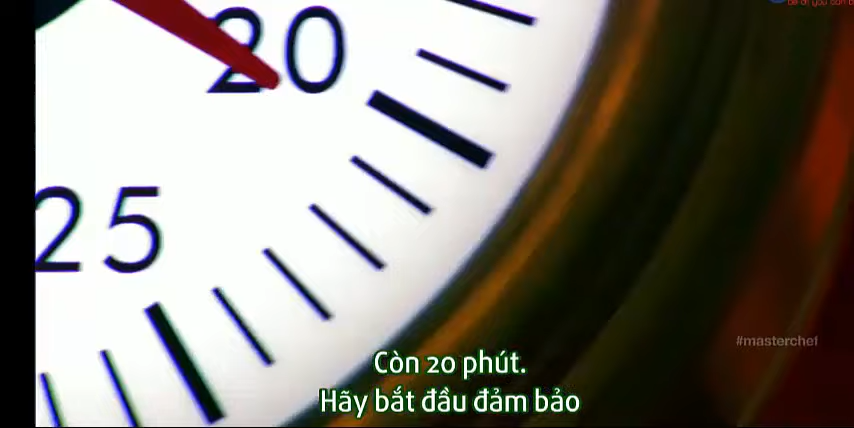 20
25
#masterchef
Còn 20 phút.
Hãy bắt đầu đảm bảo